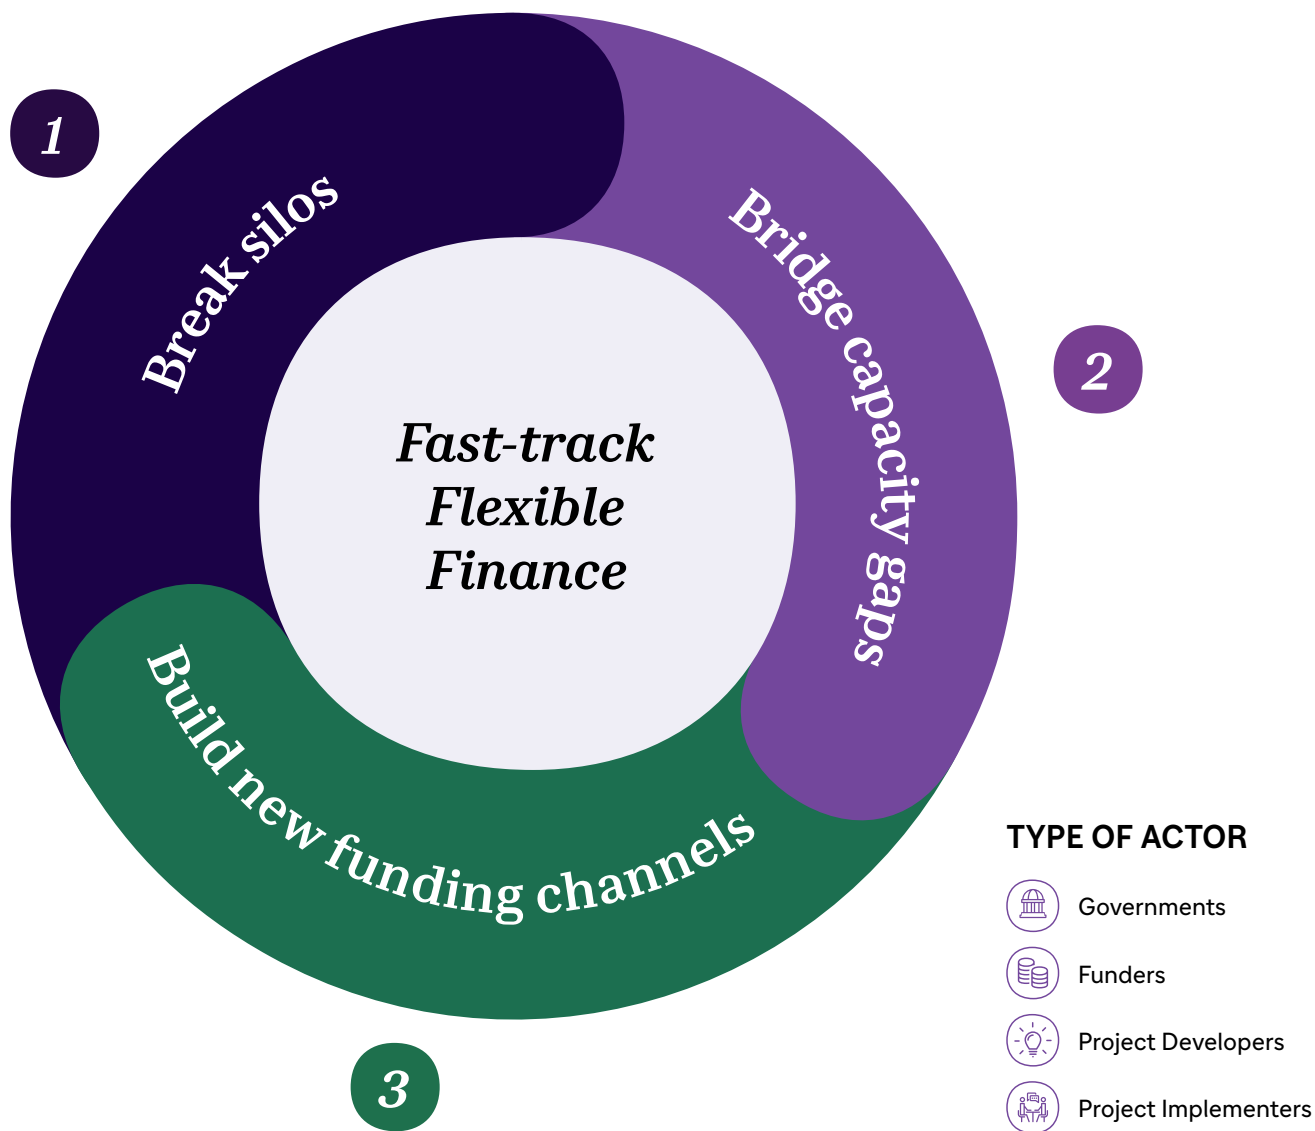 1
Break silos
Bridge capacity gaps
2
Fast-track
Flexible
Finance
Build new funding channels
3
TYPE OF ACTOR
Governments
Funders
Project Developers
Project Implementers